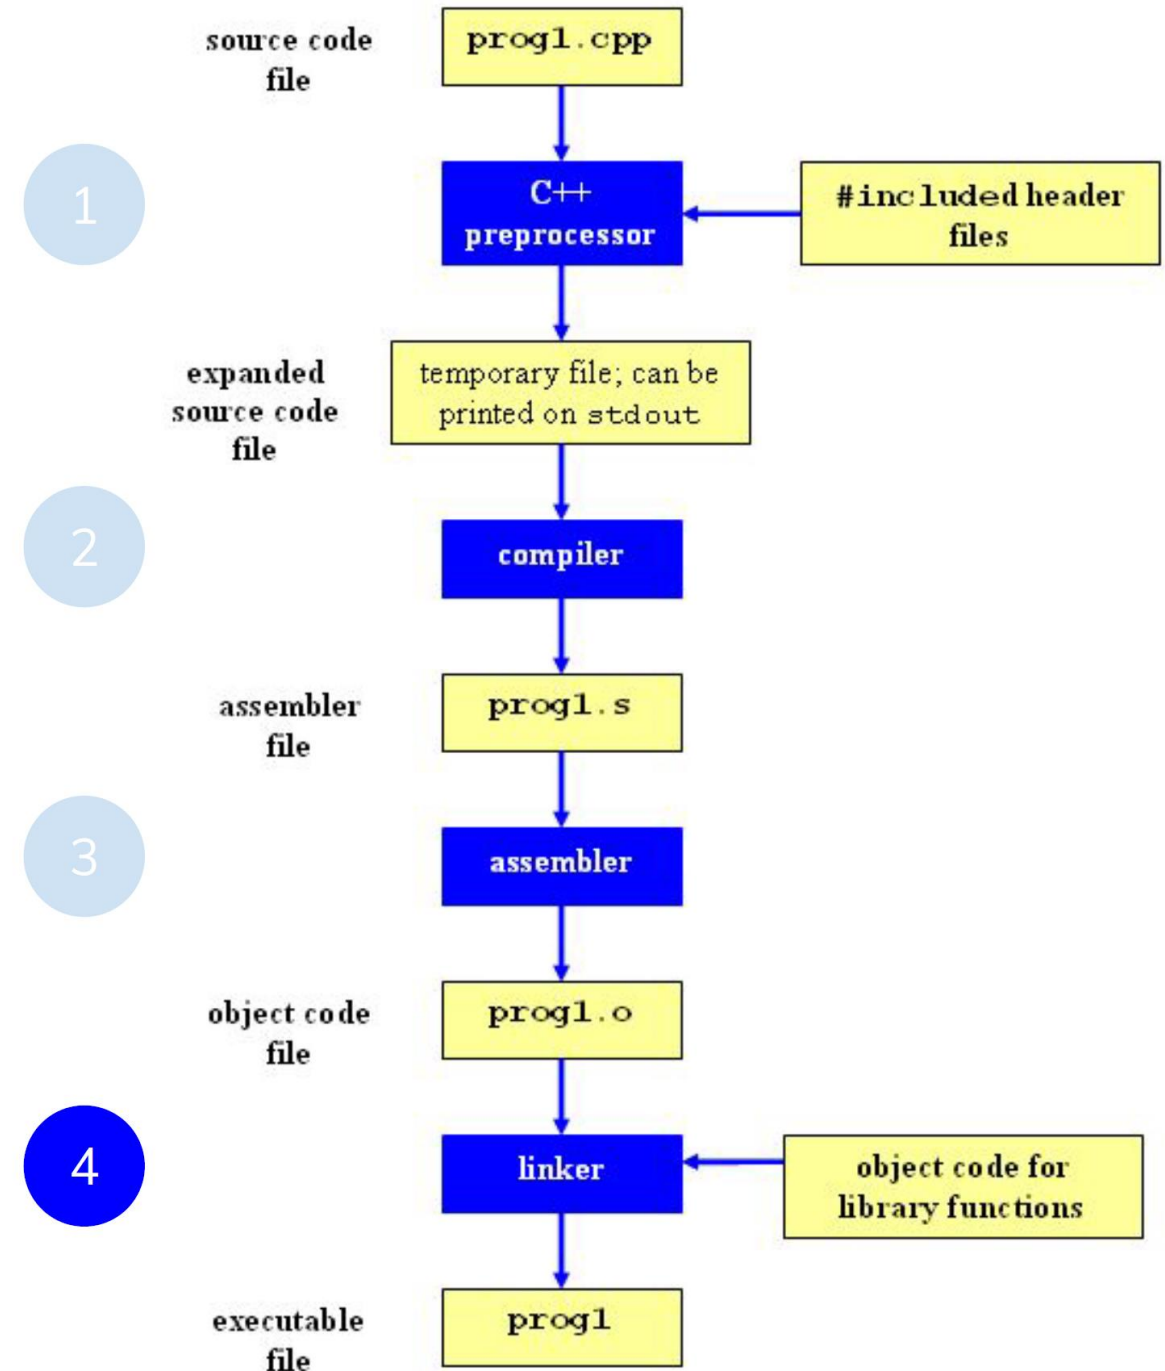 source code
file
prog1.cpp
1
C++
preprocessor
#included header
files
expanded
source code
file
temporary file; can be
printed on stdout
2
compiler
assembler
file
prog1.s
3
assembler
object code
file
prog1.o
4
linker
object code for
library functions
executable
file
prog1